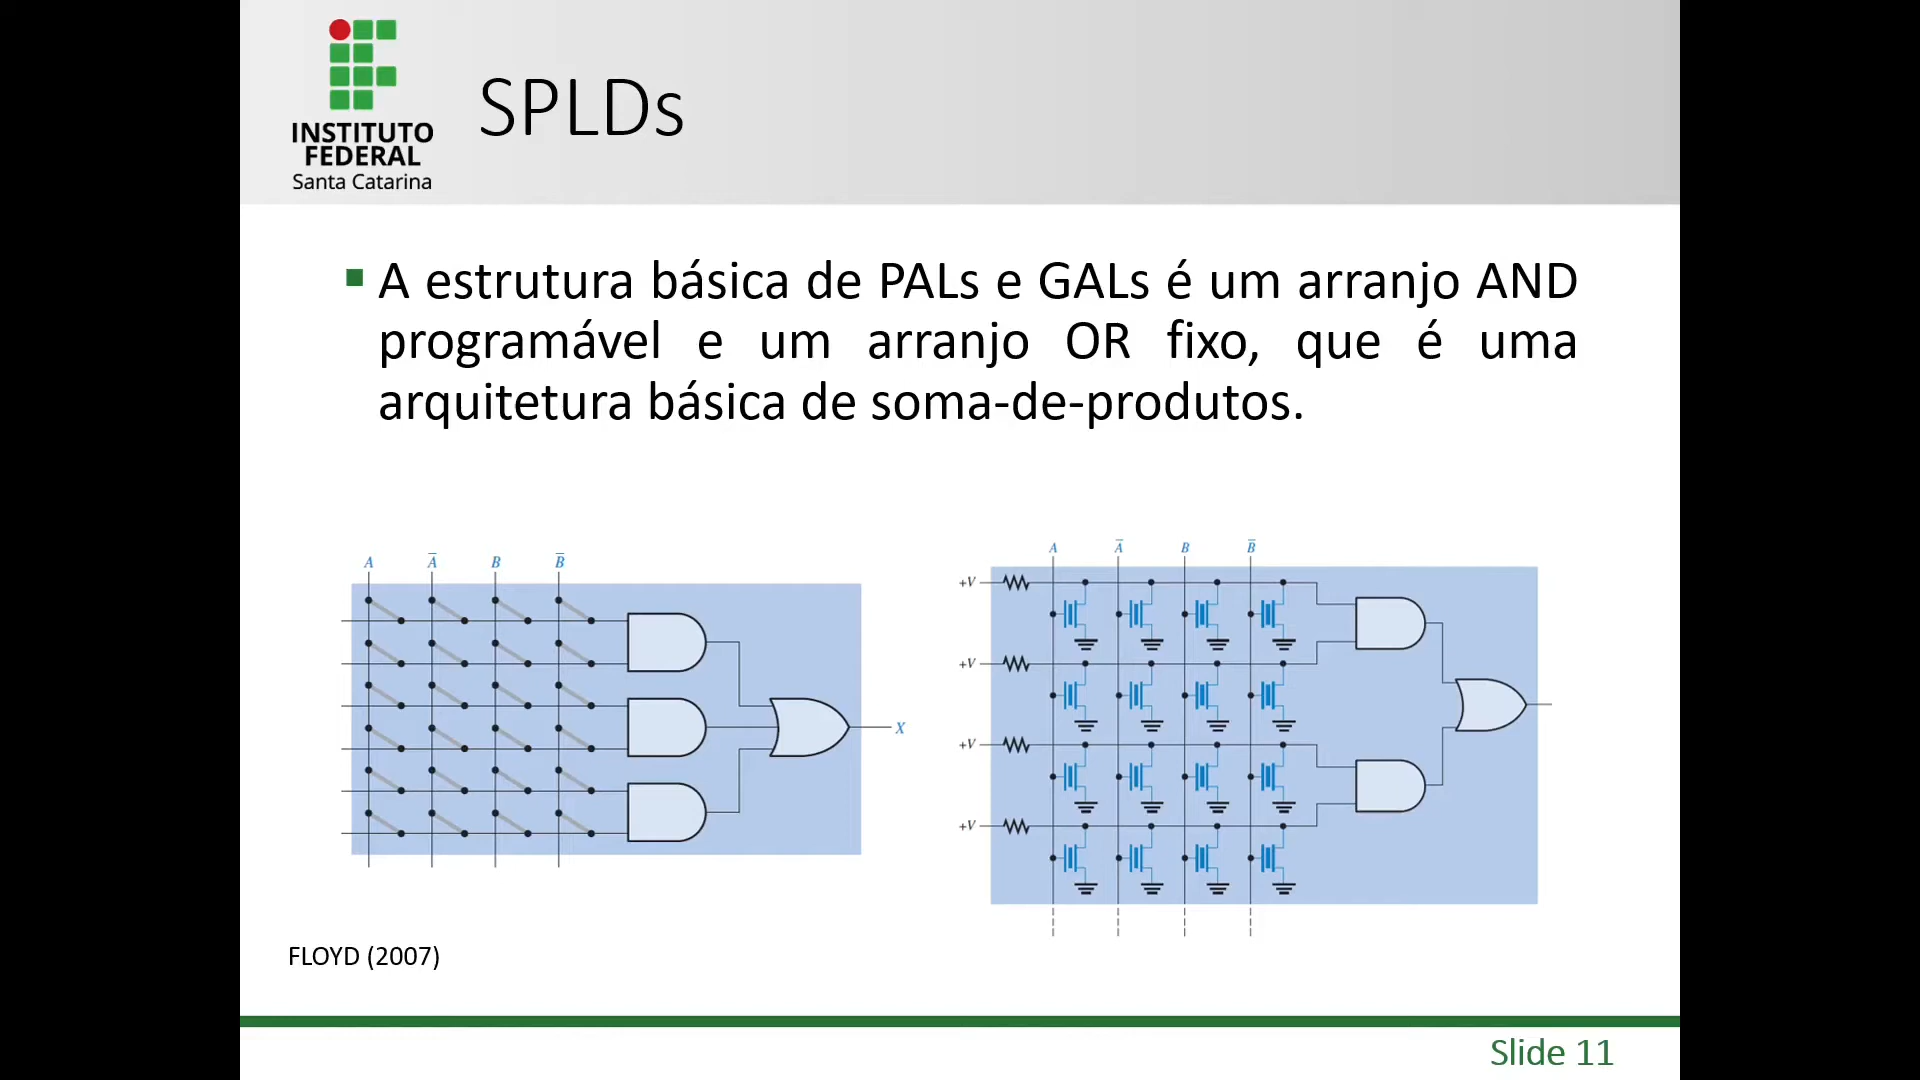 INSTITUTO
FEDERAL
Santa Catarina
SPLDs
A estrutura básica de PALs e GALs é um arranjo AND
programável e um arranjo OR fixo, que é uma
arquitetura básica de soma-de-produtos.
A A̅ B B̅
X
A A̅ B B̅
+V
+V
+V
+V
FLOYD (2007)
Slide 11